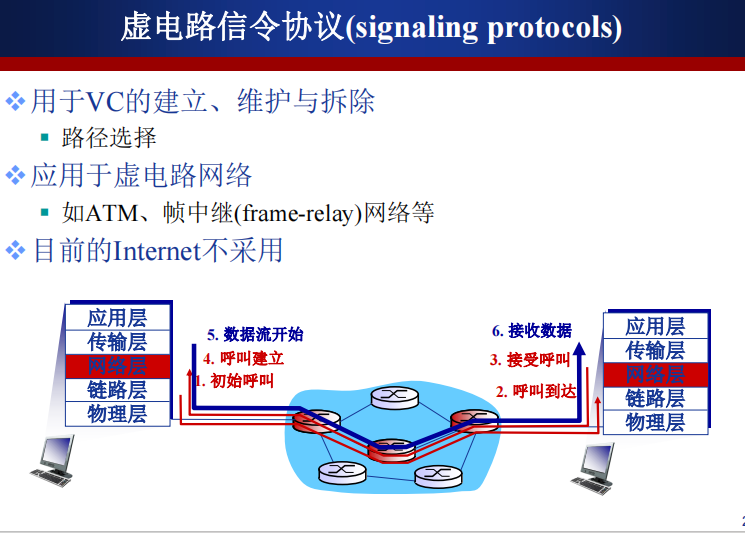 虚电路信令协议(signaling protocols)
用于VC的建立、维护与拆除
路径选择
应用于虚电路网络
如ATM、帧中继(frame-relay)网络等
目前的Internet不采用
应用层
传输层
网络层
链路层
物理层
5. 数据流开始
4. 呼叫建立
1. 初始呼叫
6. 接收数据
3. 接受呼叫
2. 呼叫到达
应用层
传输层
网络层
链路层
物理层
2